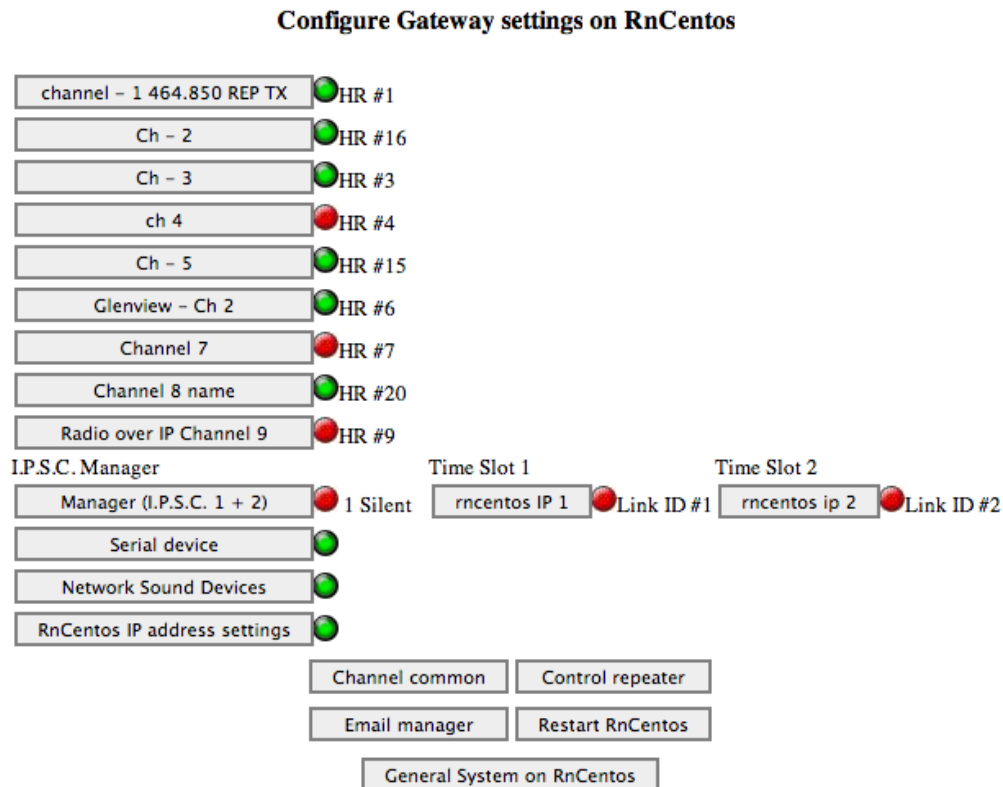 Configure Gateway settings on RnCentos
channel – 1 464.850 REP TX HR #1
Ch – 2 HR #16
Ch – 3 HR #3
ch 4 HR #4
Ch – 5 HR #15
Glenview – Ch 2 HR #6
Channel 7 HR #7
Channel 8 name HR #20
Radio over IP Channel 9 HR #9
I.P.S.C. Manager Time Slot 1 Time Slot 2
Manager (I.P.S.C. 1 + 2) 1 Silent rncentos IP 1 Link ID #1 rncentos ip 2 Link ID #2
Serial device
Network Sound Devices
RnCentos IP address settings
Channel common Control repeater
Email manager Restart RnCentos
General System on RnCentos